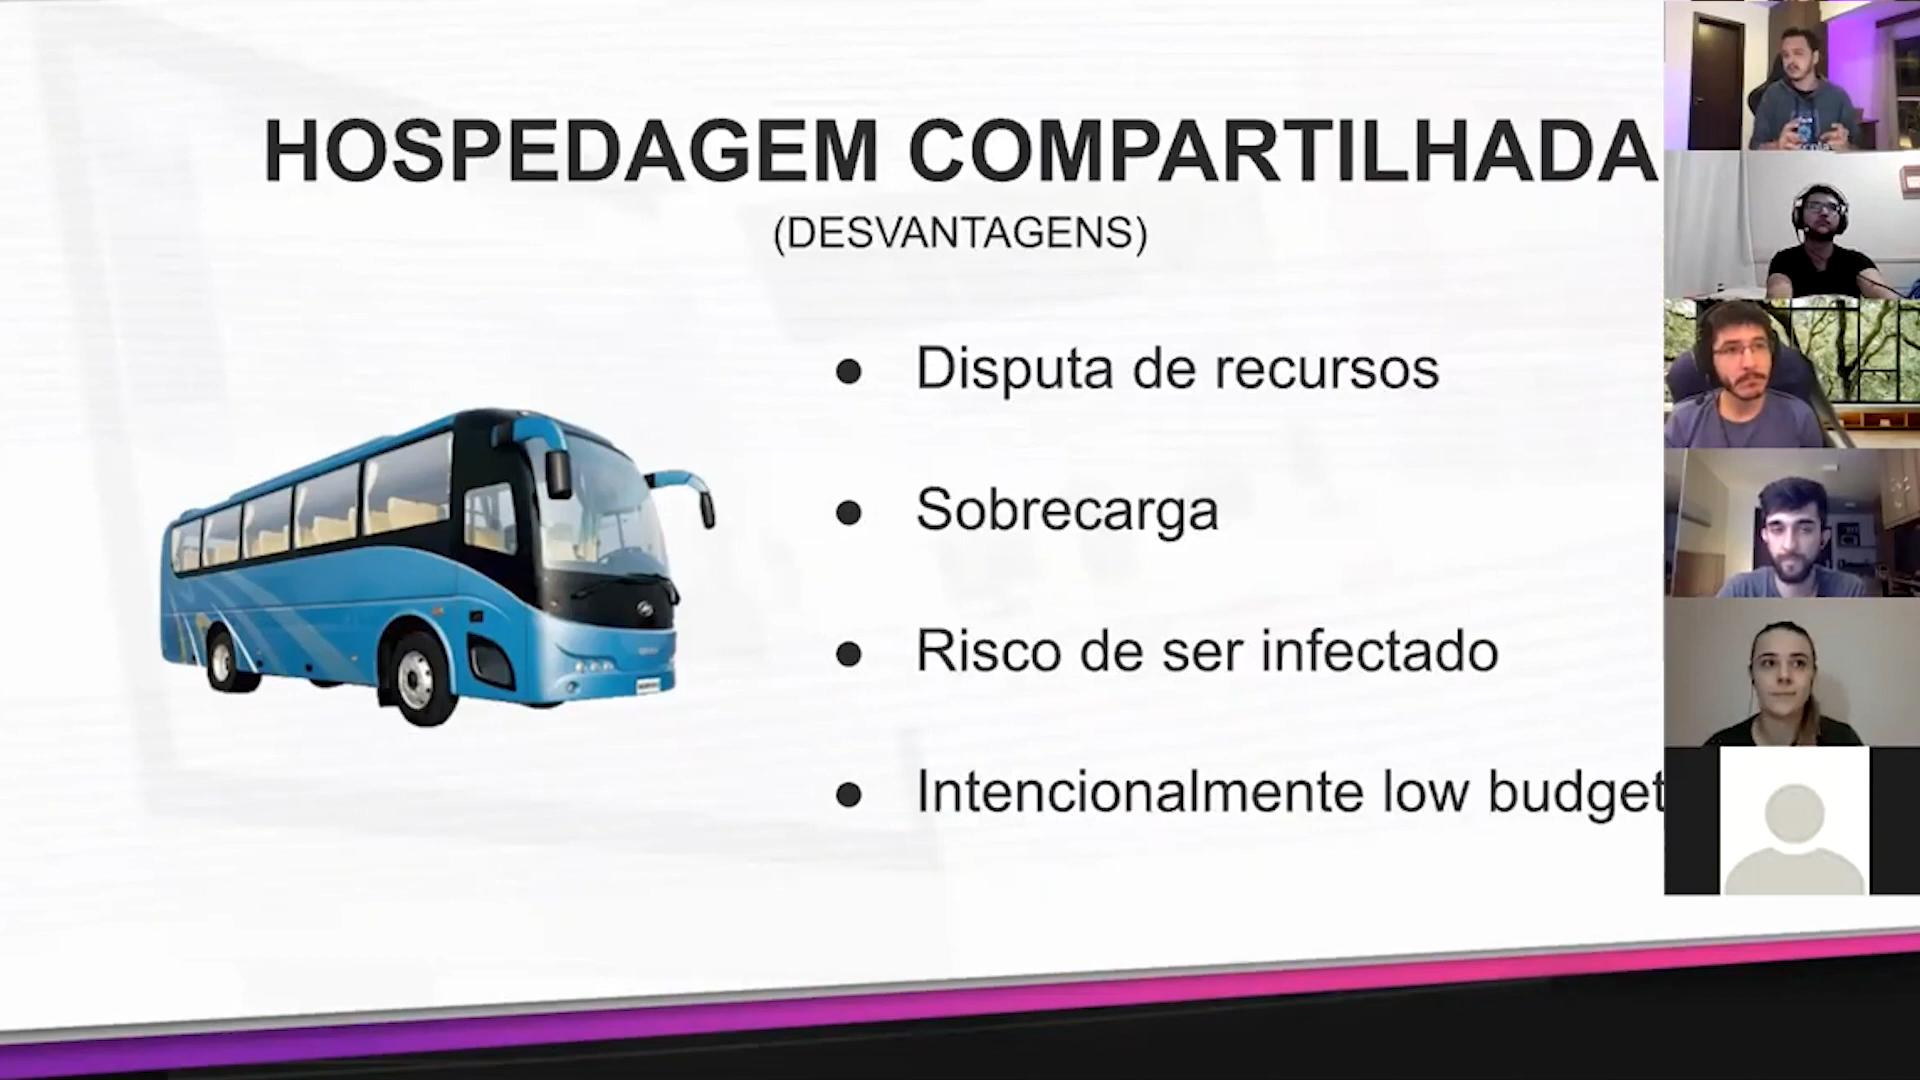 HOSPEDAGEM COMPARTILHADA
(DESVANTAGENS)
● Disputa de recursos
● Sobrecarga
● Risco de ser infectado
● Intencionalmente low budget